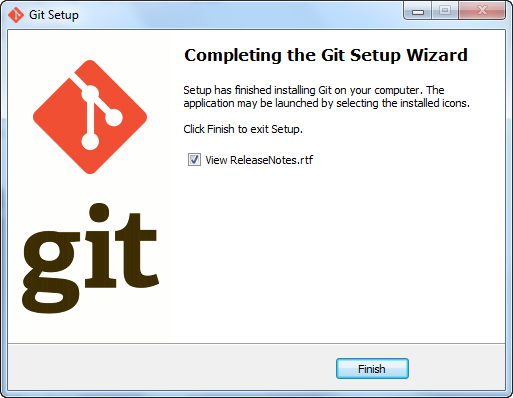 Git Setup
Completing the Git Setup Wizard
Setup has finished installing Git on your computer. The
application may be launched by selecting the installed icons.
Click Finish to exit Setup.
View ReleaseNotes.rtf
git
Finish